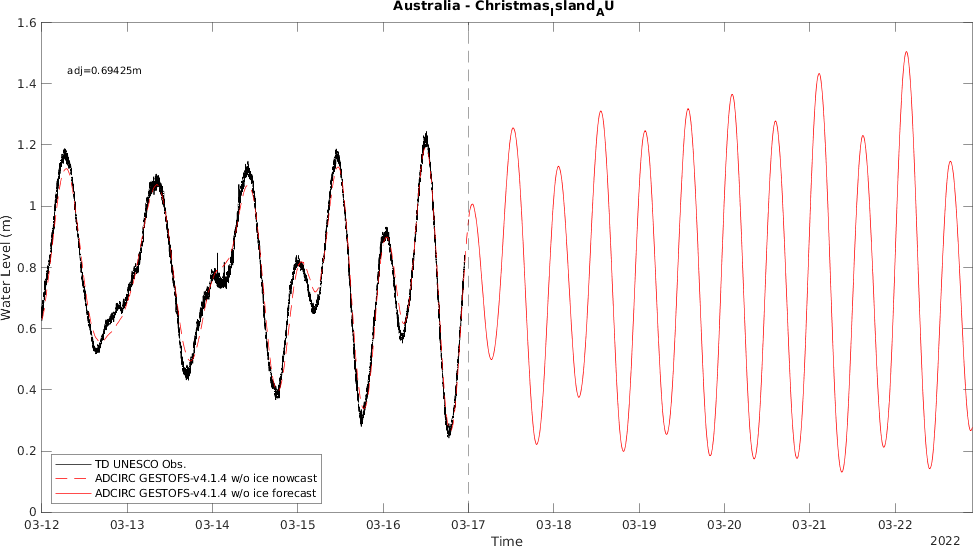 Australia - Christmas_Island_AU
adj=0.69425m
1.6
1.4
1.2
1
0.8
0.6
0.4
0.2
0
Water Level (m)
TD UNESCO Obs.
ADCIRC GESTOFS-v4.1.4 w/o ice nowcast
ADCIRC GESTOFS-v4.1.4 w/o ice forecast
03-12 03-13 03-14 03-15 03-16 03-17 03-18 03-19 03-20 03-21 03-22
Time
2022